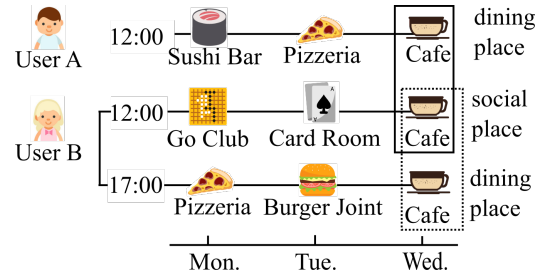 User A
12:00
Sushi Bar
Pizzeria
Cafe
dining
place
User B
12:00
Go Club
Card Room
Cafe
social
place
17:00
Pizzeria
Burger Joint
Cafe
dining
place
Mon.
Tue.
Wed.